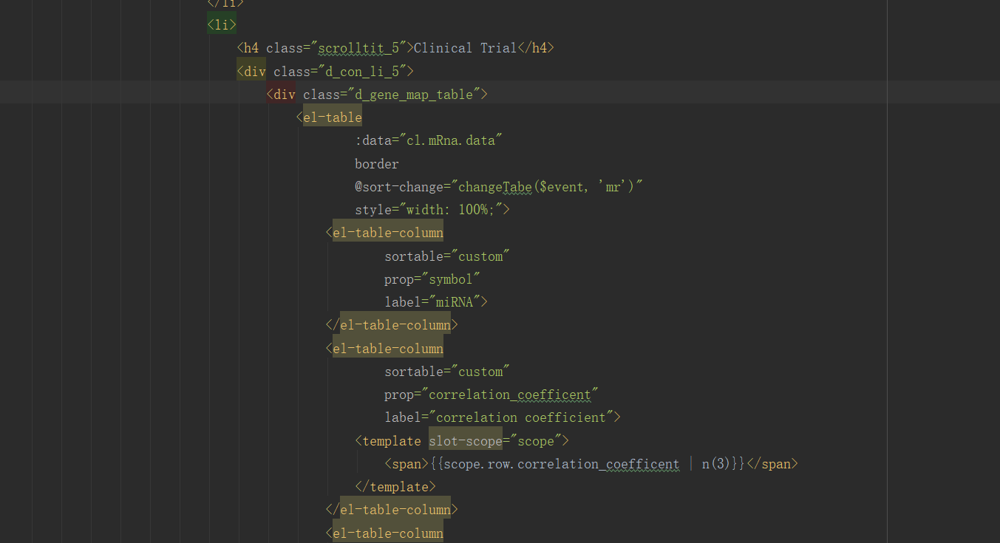 </li>
<li>
<h4 class="scrolltit_5">Clinical Trial</h4>
<div class="d_con_li_5">
<div class="d_gene_map_table">
<el-table
:data="cl.mRna.data"
border
@sort-change="changeTabe($event, 'mr')"
style="width: 100%;">
<el-table-column
sortable="custom"
prop="symbol"
label="miRNA">
</el-table-column>
<el-table-column
sortable="custom"
prop="correlation_coefficent"
label="correlation coefficient">
<template slot-scope="scope">
<span>{{scope.row.correlation_coefficent | n(3)}}</span>
</template>
</el-table-column>
<el-table-column